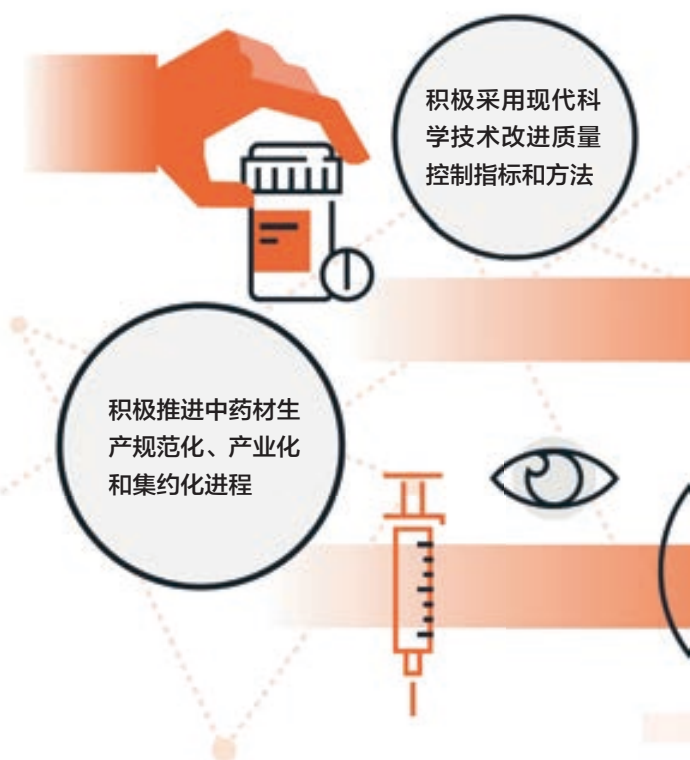 积极采用现代科
学技术改进质量
控制指标和方法
积极推进中药材生
产规范化、产业化
和集约化进程